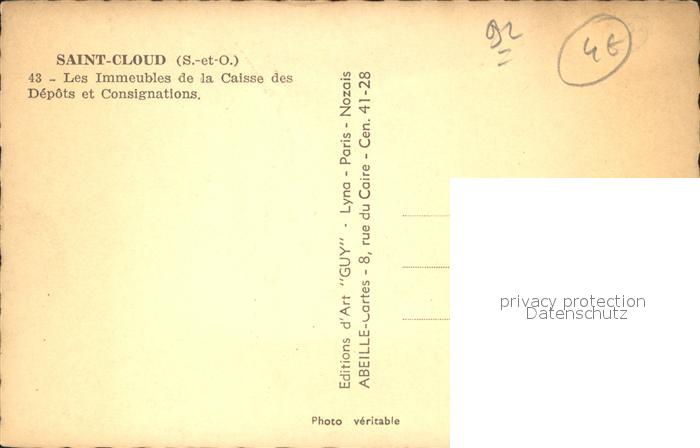 SAINT-CLOUD (S.-et-O.)
43 - Les Immeubles de la Caisse des
Dépôts et Consignations.
Editions d'Art "GUY" - Lyna - Paris - Nozais
ABEILLE-Cartes - 8, rue du Caire - Cen. 41-28
Photo véritable
92
4€
privacy protection
Datenschutz